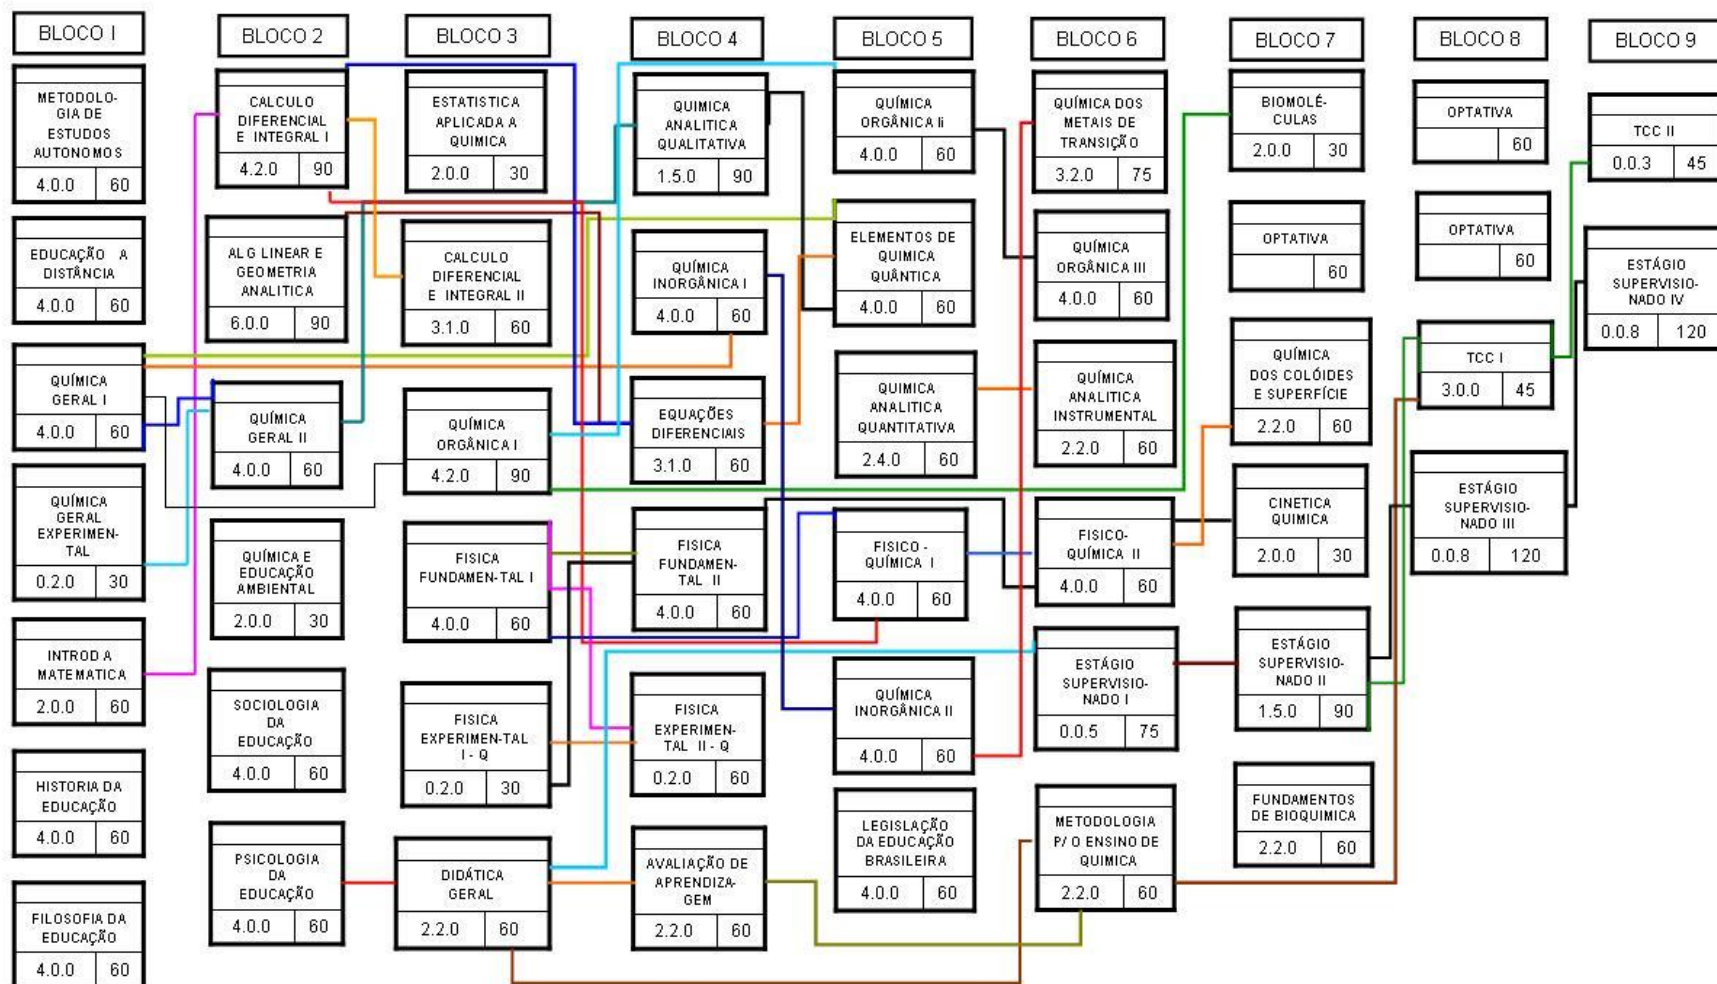 BLOCO I
METODOLO-
GIA DE
ESTUDOS
AUTONOMOS
4.0.0 60
EDUCAÇÃO A
DISTÂNCIA
4.0.0 60
QUÍMICA
GERAL I
4.0.0 60
QUÍMICA
GERAL
EXPERIMEN-
TAL
0.2.0 30
INTROD A
MATEMATICA
2.0.0 60
HISTORIA DA
EDUCAÇÃO
4.0.0 60
FILOSOFIA DA
EDUCAÇÃO
4.0.0 60
BLOCO 2
CALCULO
DIFERENCIAL
E INTEGRAL I
4.2.0 90
ALG LINEAR E
GEOMETRIA
ANALITICA
6.0.0 90
QUÍMICA
GERAL II
4.0.0 60
QUÍMICA E
EDUCAÇÃO
AMBIENTAL
2.0.0 30
SOCIOLOGIA
DA
EDUCAÇÃO
4.0.0 60
PSICOLOGIA
DA
EDUCAÇÃO
4.0.0 60
BLOCO 3
ESTATISTICA
APLICADA A
QUIMICA
2.0.0 30
CALCULO
DIFERENCIAL
E INTEGRAL II
3.1.0 60
QUÍMICA
ORGÂNICA I
4.2.0 90
FISICA
FUNDAMEN-TAL I
4.0.0 60
FISICA
EXPERIMEN-TAL
I - Q
0.2.0 30
DIDÁTICA
GERAL
2.2.0 60
BLOCO 4
QUIMICA
ANALITICA
QUALITATIVA
1.5.0 90
QUÍMICA
INORGÂNICA I
4.0.0 60
EQUAÇÕES
DIFERENCIAIS
3.1.0 60
FISICA
FUNDAMEN-
TAL II
4.0.0 60
FISICA
EXPERIMEN-
TAL II - Q
0.2.0 60
AVALIAÇÃO DE
APRENDIZA-
GEM
2.2.0 60
BLOCO 5
QUÍMICA
ORGÂNICA Ii
4.0.0 60
ELEMENTOS DE
QUIMICA
QUÂNTICA
4.0.0 60
QUIMICA
ANALITICA
QUANTITATIVA
2.4.0 60
FISICO -
QUÍMICA I
4.0.0 60
QUÍMICA
INORGÂNICA II
4.0.0 60
LEGISLAÇÃO
DA EDUCAÇÃO
BRASILEIRA
4.0.0 60
BLOCO 6
QUÍMICA DOS
METAIS DE
TRANSIÇÃO
3.2.0 75
QUÍMICA
ORGÂNICA III
4.0.0 60
QUÍMICA
ANALITICA
INSTRUMENTAL
2.2.0 60
FISICO-
QUÍMICA II
4.0.0 60
ESTÁGIO
SUPERVISIO-
NADO I
0.0.5 75
METODOLOGIA
P/ O ENSINO DE
QUIMICA
2.2.0 60
BLOCO 7
BIOMOLÉ-
CULAS
2.0.0 30
OPTATIVA
60
QUÍMICA
DOS COLÓIDES
E SUPERFÍCIE
2.2.0 60
CINETICA
QUIMICA
2.0.0 30
ESTÁGIO
SUPERVISIO-
NADO II
1.5.0 90
FUNDAMENTOS
DE BIOQUIMICA
2.2.0 60
BLOCO 8
OPTATIVA
60
OPTATIVA
60
TCC I
3.0.0 45
ESTÁGIO
SUPERVISIO-
NADO III
0.0.8 120
BLOCO 9
TCC II
0.0.3 45
ESTÁGIO
SUPERVISIO-
NADO IV
0.0.8 120